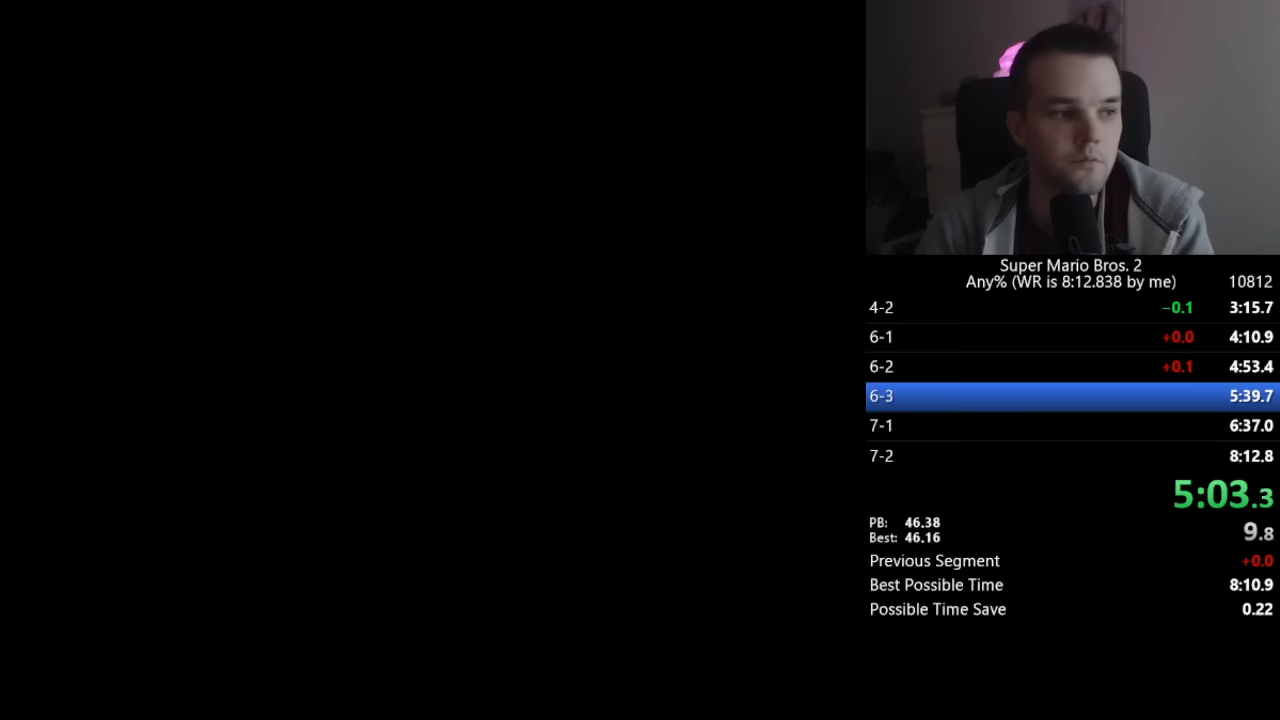 Super Mario Bros. 2
Any% (WR is 8:12.838 by me) 10812
4-2 −0.1 3:15.7
6-1 +0.0 4:10.9
6-2 +0.1 4:53.4
6-3 5:39.7
7-1 6:37.0
7-2 8:12.8
5:03.3
PB: 46.38
Best: 46.16
9.8
Previous Segment +0.0
Best Possible Time 8:10.9
Possible Time Save 0.22